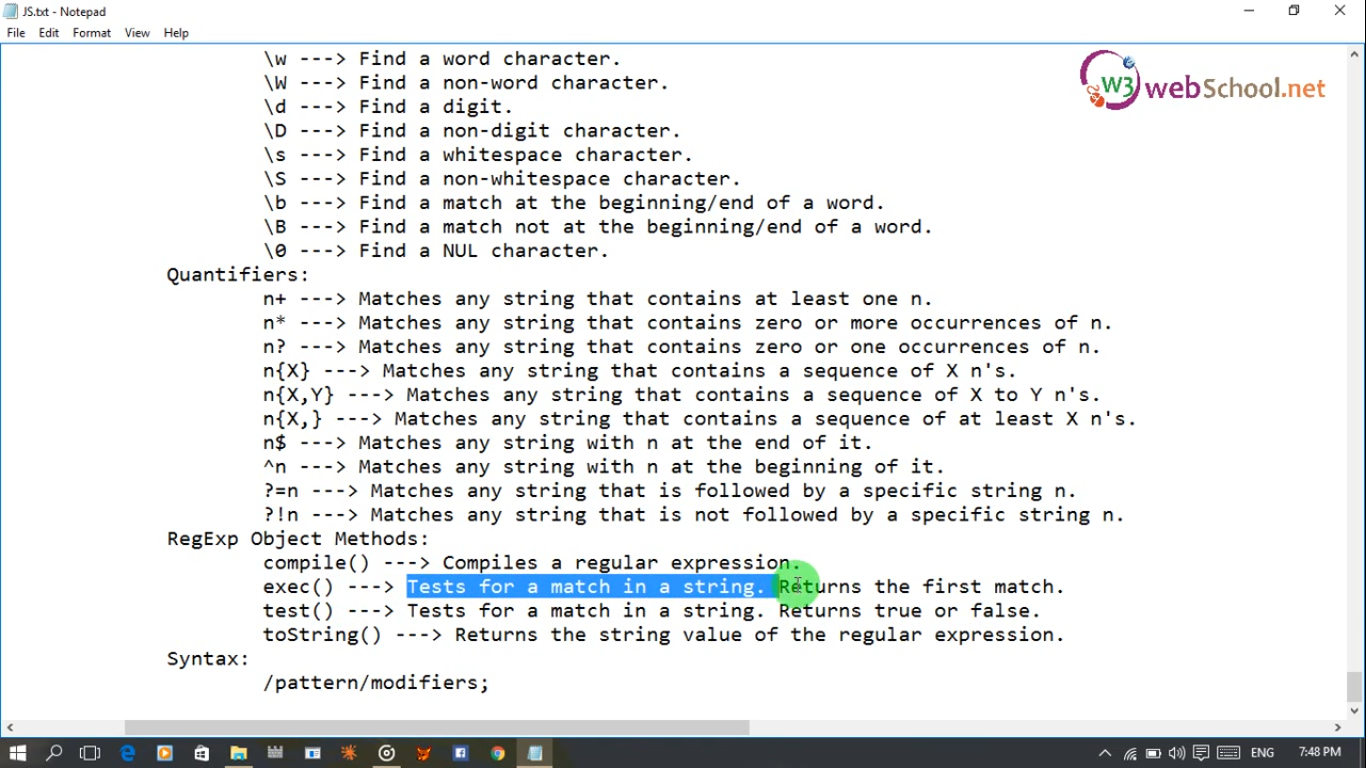 JS.txt - Notepad
File Edit Format View Help
W3 webSchool.net
\w ---> Find a word character.
\W ---> Find a non-word character.
\d ---> Find a digit.
\D ---> Find a non-digit character.
\s ---> Find a whitespace character.
\S ---> Find a non-whitespace character.
\b ---> Find a match at the beginning/end of a word.
\B ---> Find a match not at the beginning/end of a word.
\0 ---> Find a NUL character.
Quantifiers:
n+ ---> Matches any string that contains at least one n.
n* ---> Matches any string that contains zero or more occurrences of n.
n? ---> Matches any string that contains zero or one occurrences of n.
n{X} ---> Matches any string that contains a sequence of X n's.
n{X,Y} ---> Matches any string that contains a sequence of X to Y n's.
n{X,} ---> Matches any string that contains a sequence of at least X n's.
n$ ---> Matches any string with n at the end of it.
^n ---> Matches any string with n at the beginning of it.
?=n ---> Matches any string that is followed by a specific string n.
?!n ---> Matches any string that is not followed by a specific string n.
RegExp Object Methods:
compile() ---> Compiles a regular expression.
exec() ---> Tests for a match in a string. Returns the first match.
test() ---> Tests for a match in a string. Returns true or false.
toString() ---> Returns the string value of the regular expression.
Syntax:
/pattern/modifiers;
ENG 7:48 PM